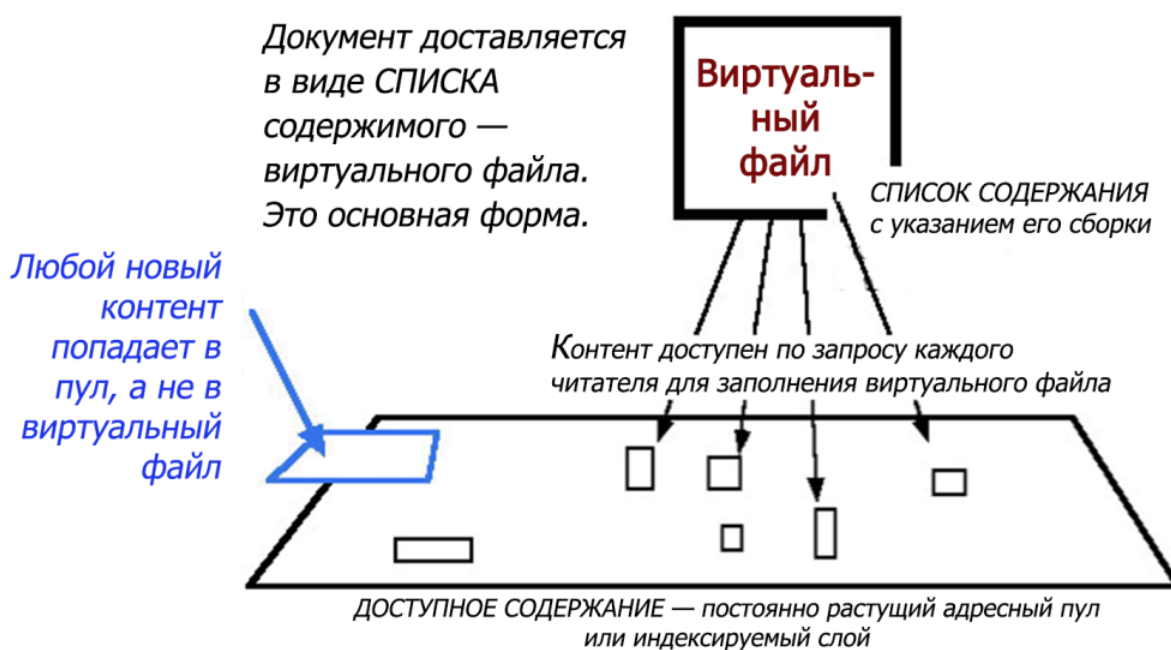 Документ доставляется
в виде СПИСКА
содержимого —
виртуального файла.
Это основная форма.
Виртуаль-
ный
файл
СПИСОК СОДЕРЖАНИЯ
с указанием его сборки
Любой новый
контент
попадает в
пул, а не в
виртуальный
файл
Контент доступен по запросу каждого
читателя для заполнения виртуального файла
ДОСТУПНОЕ СОДЕРЖАНИЕ — постоянно растущий адресный пул
или индексируемый слой